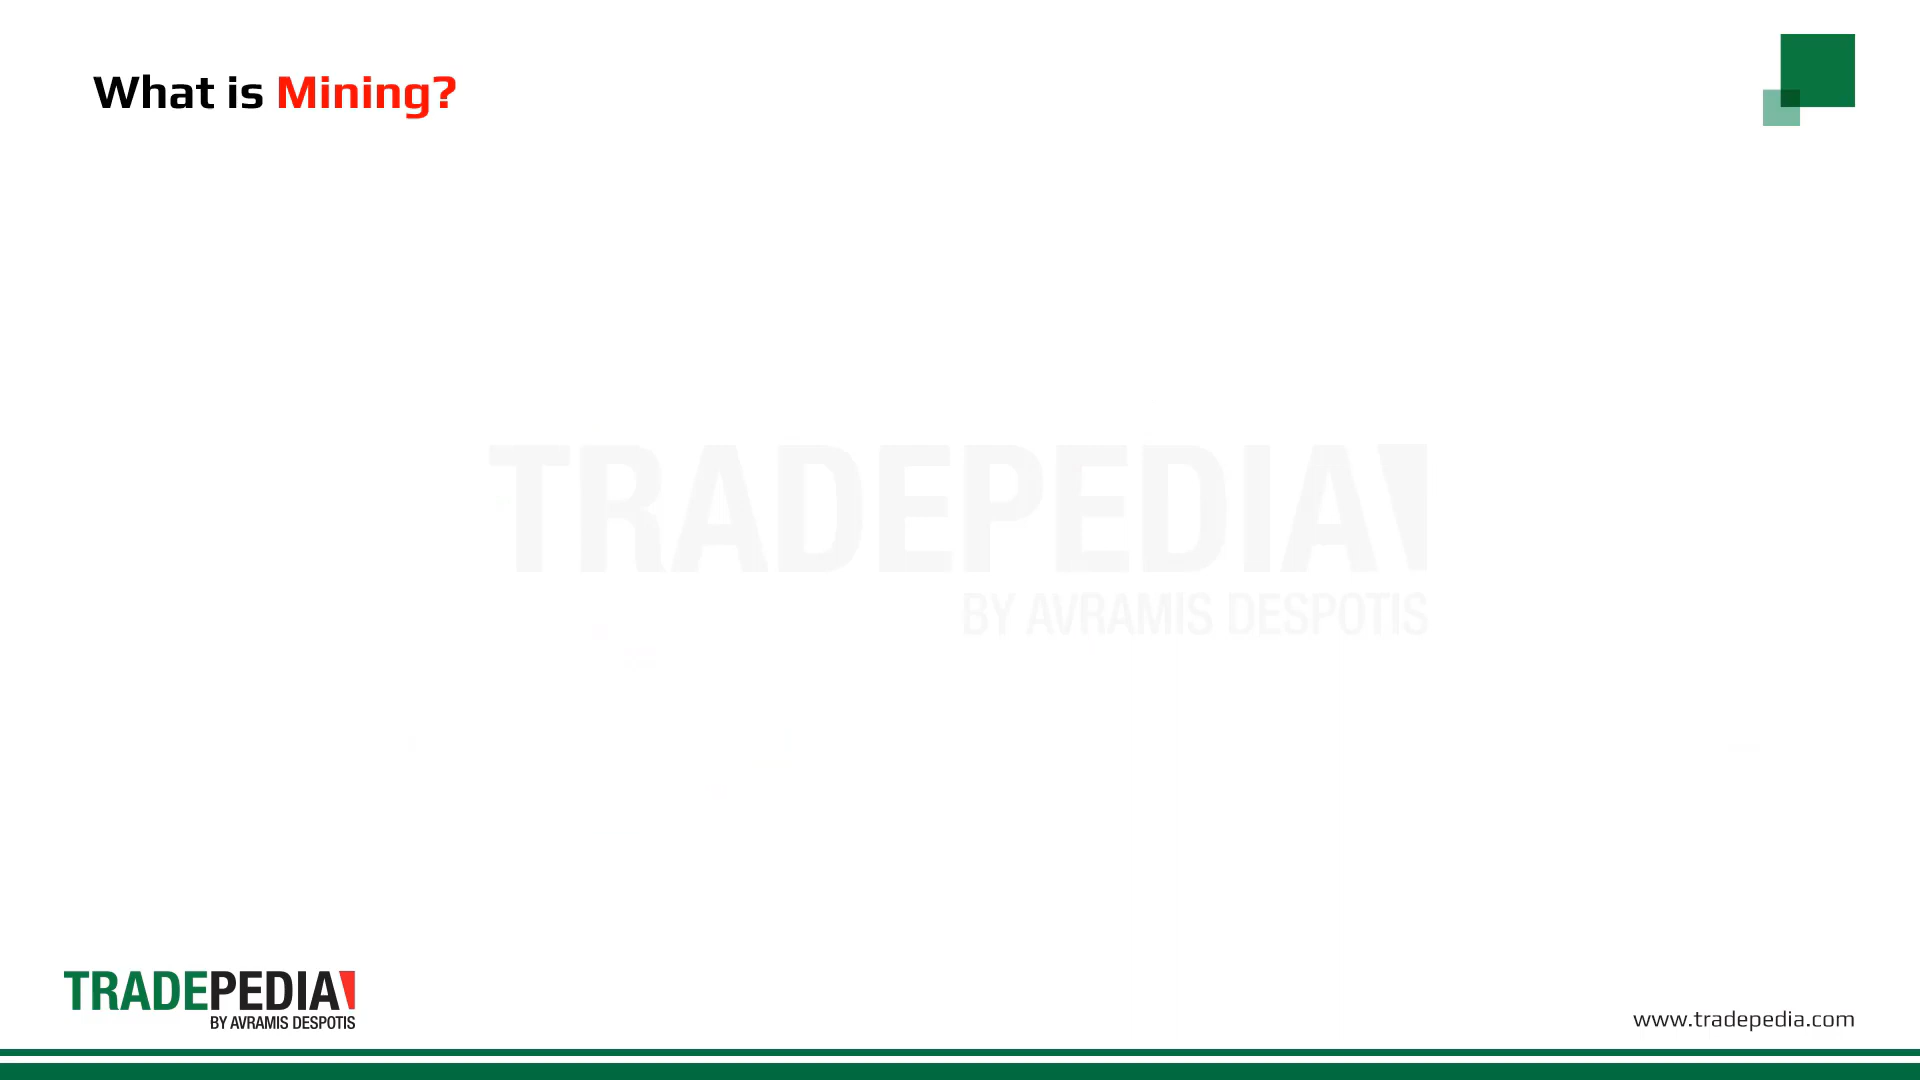 What is Mining?
TRADEPEDIA
BY AVRAMIS DESPOTIS
TRADEPEDIA
BY AVRAMIS DESPOTIS
www.tradepedia.com